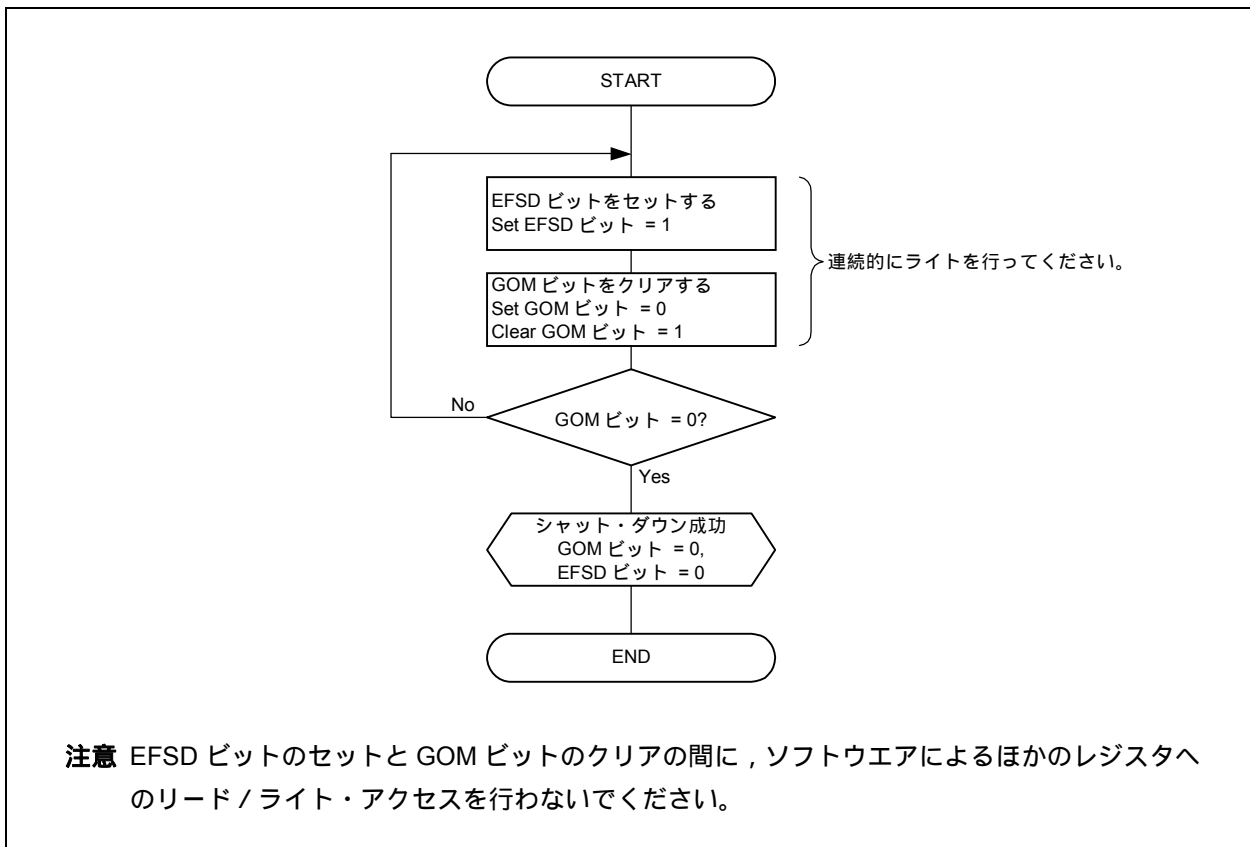 START
EFSD ビットをセットする
Set EFSD ビット = 1
連続的にライトを行ってください。
GOM ビットをクリアする
Set GOM ビット = 0
Clear GOM ビット = 1
No
GOM ビット = 0?
Yes
シャット・ダウン成功
GOM ビット = 0,
EFSD ビット = 0
END
注意 EFSD ビットのセットと GOM ビットのクリアの間に，ソフトウエアによるほかのレジスタへ
のリード／ライト・アクセスを行わないでください。